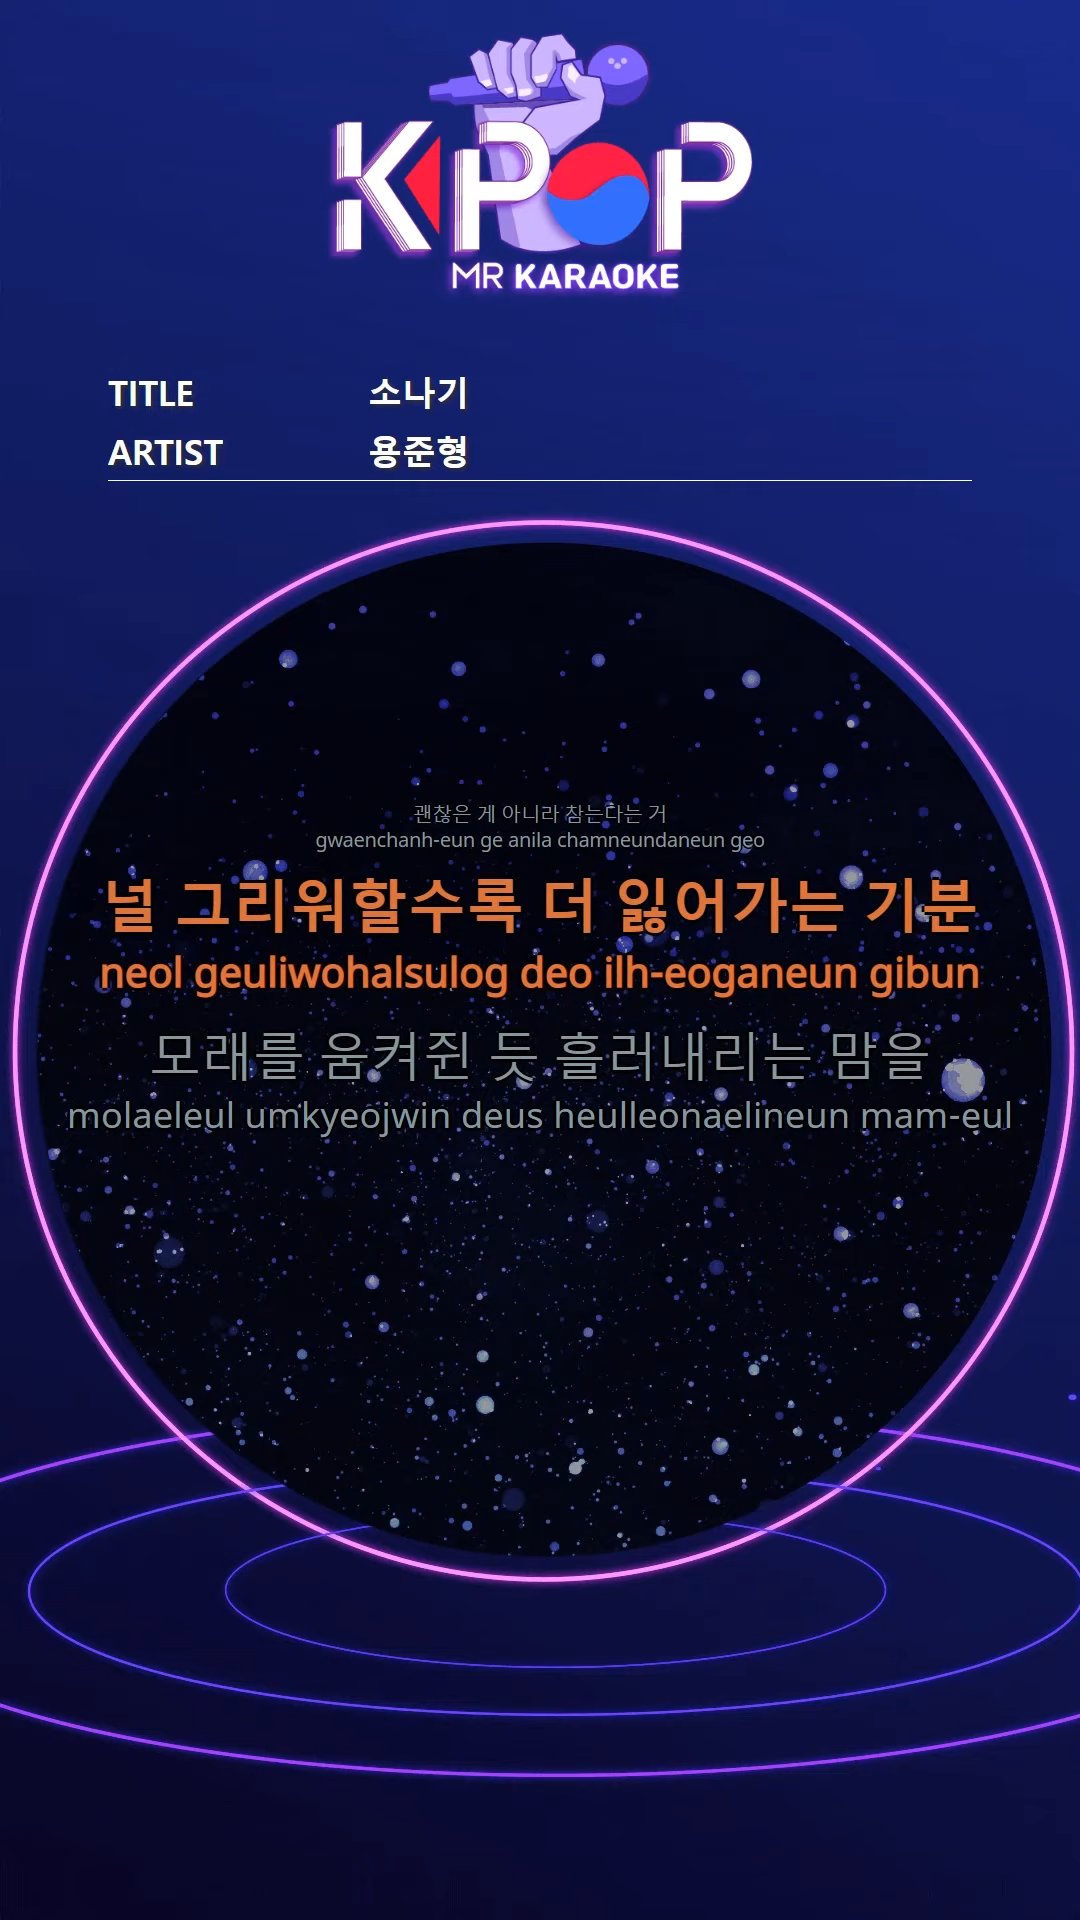 KPOP
MR KARAOKE
TITLE 소나기
ARTIST 용준형
괜찮은 게 아니라 참는다는 거
gwaenchanh-eun ge anila chamneundaneun geo
널 그리워할수록 더 잃어가는 기분
neol geuliwohalsulog deo ilh-eoganeun gibun
모래를 움켜쥔 듯 흘러내리는 맘을
molaeleul umkyeojwin deus heulleonaelineun mam-eul